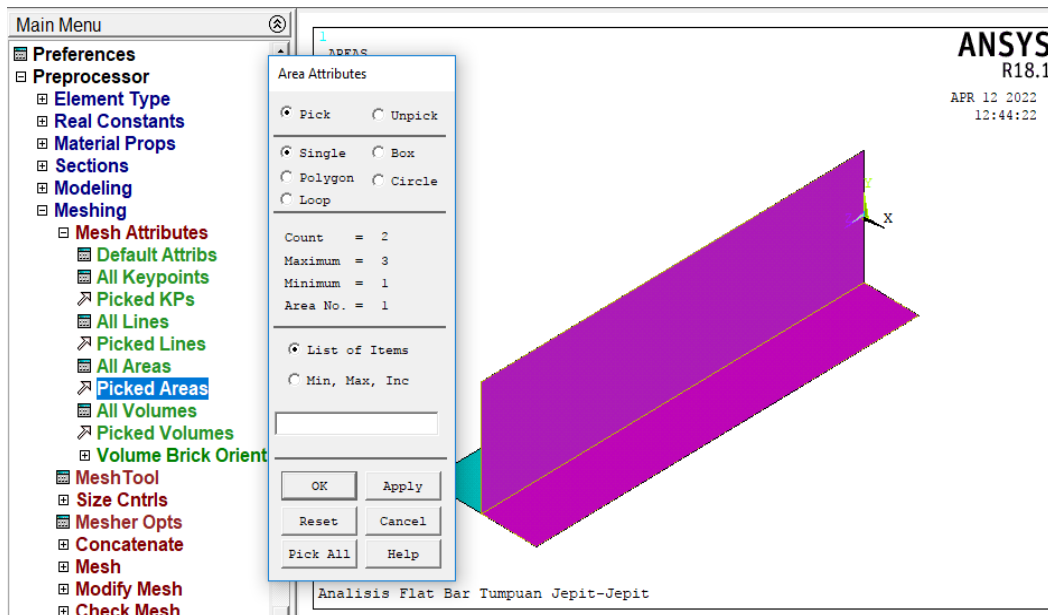 Main Menu
Preferences
Preprocessor
Element Type
Real Constants
Material Props
Sections
Modeling
Meshing
Mesh Attributes
Default Attribs
All Keypoints
Picked KPs
All Lines
Picked Lines
All Areas
Picked Areas
All Volumes
Picked Volumes
Volume Brick Orient
MeshTool
Size Cntrls
Mesher Opts
Concatenate
Mesh
Modify Mesh
Check Mesh
Area Attributes
Pick Unpick
Single Box
Polygon Circle
Loop
Count = 2
Maximum = 3
Minimum = 1
Area No. = 1
List of Items
Min, Max, Inc
OK Apply
Reset Cancel
Pick All Help
1
AREAS
ANSYS
R18.1
APR 12 2022
12:44:22
Y
X
Analisis Flat Bar Tumpuan Jepit-Jepit